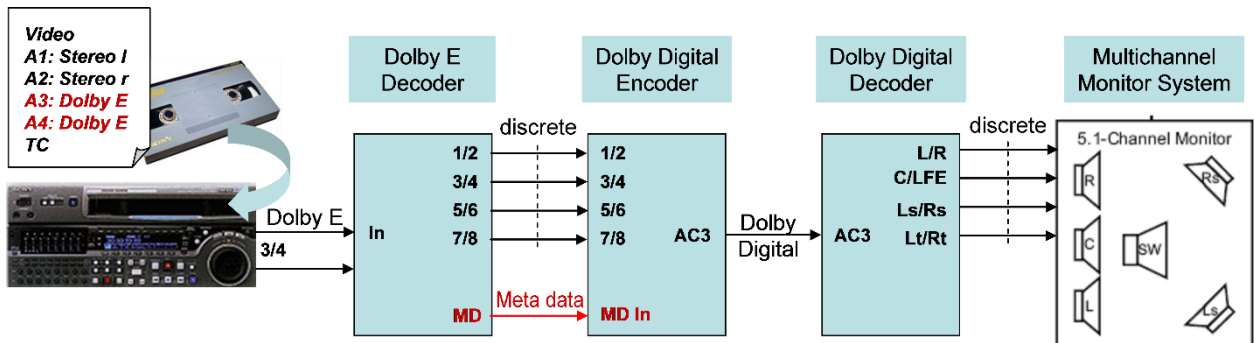 Video
A1: Stereo l
A2: Stereo r
A3: Dolby E
A4: Dolby E
TC
Dolby E
Decoder
Dolby Digital
Encoder
Dolby Digital
Decoder
Multichannel
Monitor System
Dolby E
3/4
In
1/2
3/4
5/6
7/8
MD
discrete
Meta data
1/2
3/4
5/6
7/8
MD In
AC3
Dolby
Digital
AC3
L/R
C/LFE
Ls/Rs
Lt/Rt
discrete
5.1-Channel Monitor
R
Rs
C
SW
L
Ls